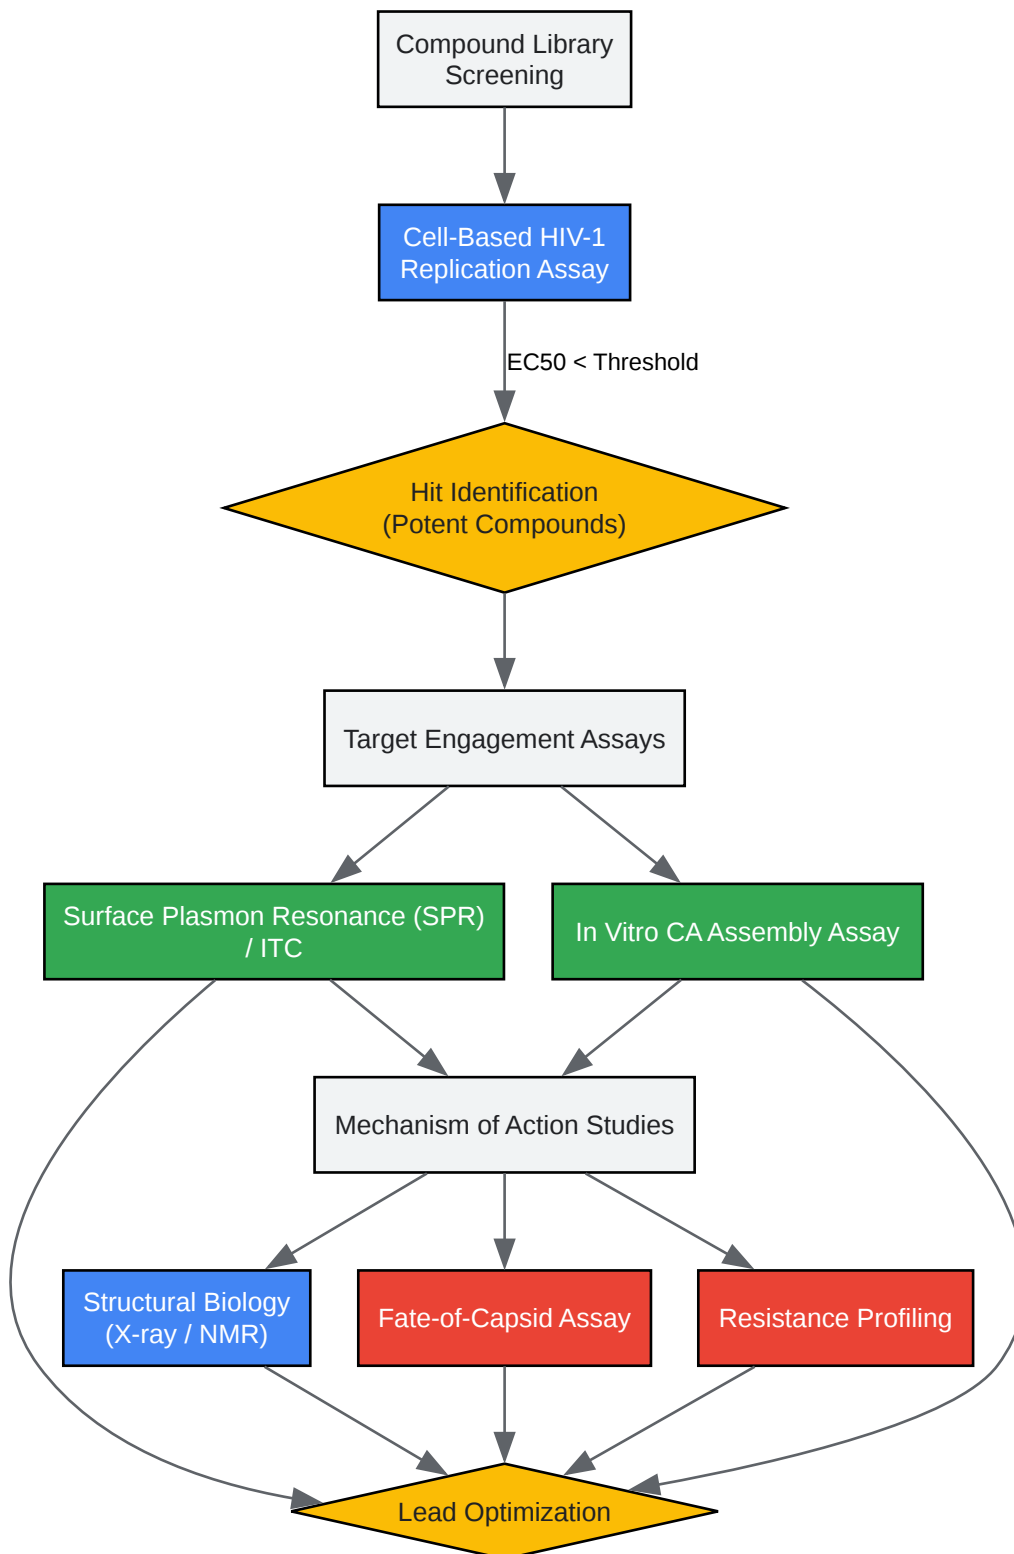 Compound Library
Screening
Cell-Based HIV-1
Replication Assay
EC50 < Threshold
Hit Identification
(Potent Compounds)
Target Engagement Assays
Surface Plasmon Resonance (SPR)
/ ITC
In Vitro CA Assembly Assay
Mechanism of Action Studies
Structural Biology
(X-ray / NMR)
Fate-of-Capsid Assay
Resistance Profiling
Lead Optimization